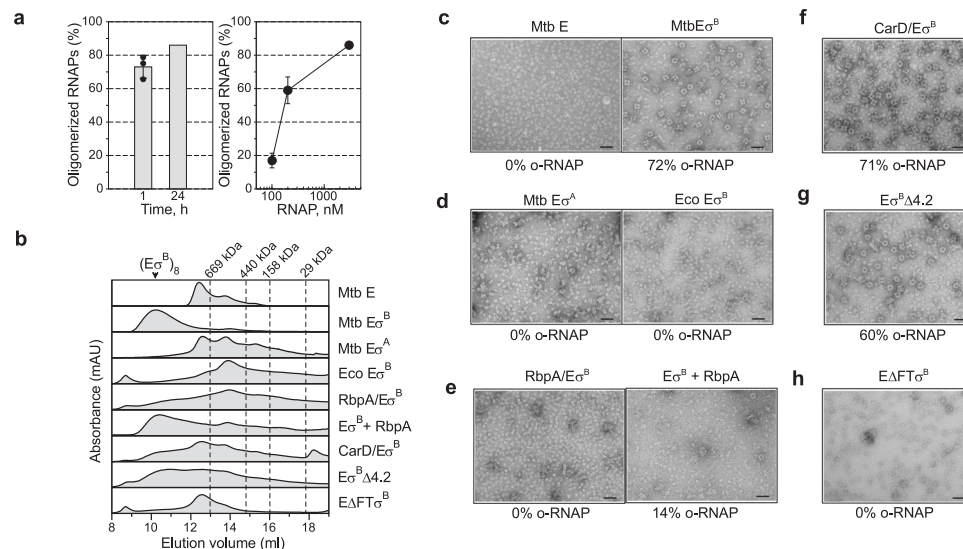 a
Oligomerized RNAPs (%)
100
80
60
40
20
0
1
24
Time, h
Oligomerized RNAPs (%)
100
80
60
40
20
0
100
1000
RNAP, nM
b
(Eσᴮ)₈
669 kDa
440 kDa
158 kDa
29 kDa
Mtb E
Mtb Eσᴮ
Mtb Eσᴬ
Eco Eσᴮ
RbpA/Eσᴮ
Eσᴮ + RbpA
CarD/Eσᴮ
EσᴮΔ4.2
EΔFTσᴮ
Absorbance (mAU)
8 10 12 14 16 18
Elution volume (ml)
c
Mtb E
MtbEσᴮ
0% o-RNAP
72% o-RNAP
d
Mtb Eσᴬ
Eco Eσᴮ
0% o-RNAP
0% o-RNAP
e
RbpA/Eσᴮ
Eσᴮ + RbpA
0% o-RNAP
14% o-RNAP
f
CarD/Eσᴮ
71% o-RNAP
g
EσᴮΔ4.2
60% o-RNAP
h
EΔFTσᴮ
0% o-RNAP